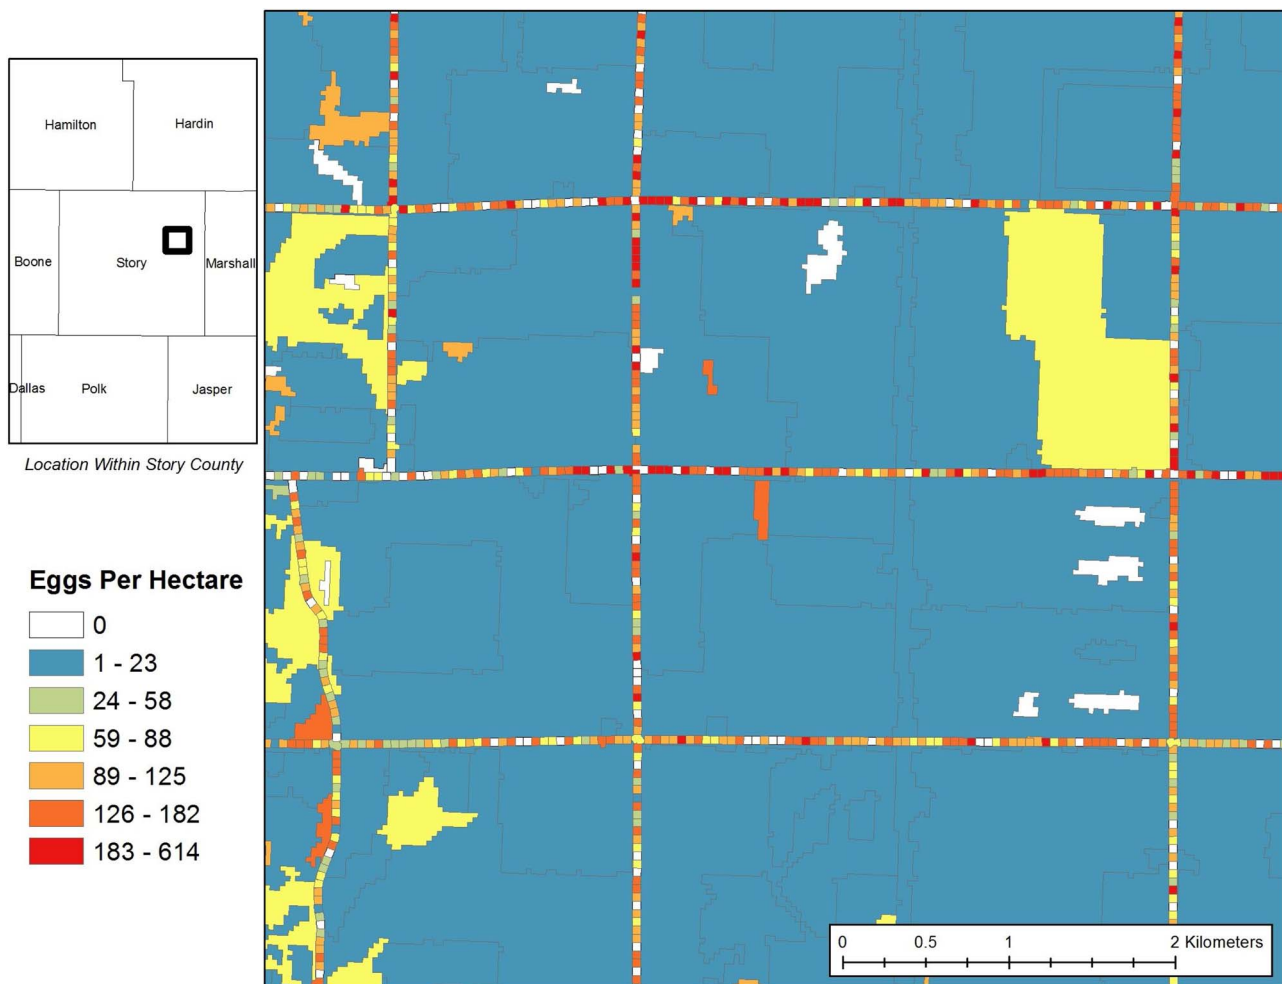 Hamilton
Hardin
Boone
Story
Marshall
Dallas
Polk
Jasper
Location Within Story County
Eggs Per Hectare
0
1 - 23
24 - 58
59 - 88
89 - 125
126 - 182
183 - 614
0 0.5 1 2 Kilometers